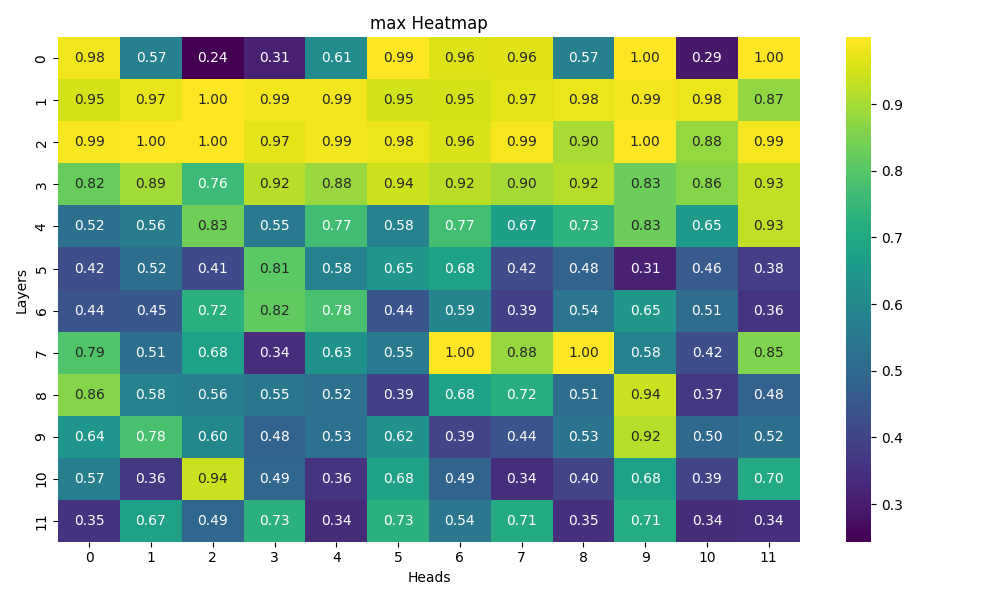 max Heatmap
0 0.98 0.57 0.24 0.31 0.61 0.99 0.96 0.96 0.57 1.00 0.29 1.00
1 0.95 0.97 1.00 0.99 0.99 0.95 0.95 0.97 0.98 0.99 0.98 0.87 0.9
2 0.99 1.00 1.00 0.97 0.99 0.98 0.96 0.99 0.90 1.00 0.88 0.99
3 0.82 0.89 0.76 0.92 0.88 0.94 0.92 0.90 0.92 0.83 0.86 0.93 0.8
4 0.52 0.56 0.83 0.55 0.77 0.58 0.77 0.67 0.73 0.83 0.65 0.93 0.7
5 0.42 0.52 0.41 0.81 0.58 0.65 0.68 0.42 0.48 0.31 0.46 0.38
Layers
6 0.44 0.45 0.72 0.82 0.78 0.44 0.59 0.39 0.54 0.65 0.51 0.36 0.6
7 0.79 0.51 0.68 0.34 0.63 0.55 1.00 0.88 1.00 0.58 0.42 0.85
8 0.86 0.58 0.56 0.55 0.52 0.39 0.68 0.72 0.51 0.94 0.37 0.48 0.5
9 0.64 0.78 0.60 0.48 0.53 0.62 0.39 0.44 0.53 0.92 0.50 0.52 0.4
10 0.57 0.36 0.94 0.49 0.36 0.68 0.49 0.34 0.40 0.68 0.39 0.70
11 0.35 0.67 0.49 0.73 0.34 0.73 0.54 0.71 0.35 0.71 0.34 0.34 0.3
0 1 2 3 4 5 6 7 8 9 10 11
Heads